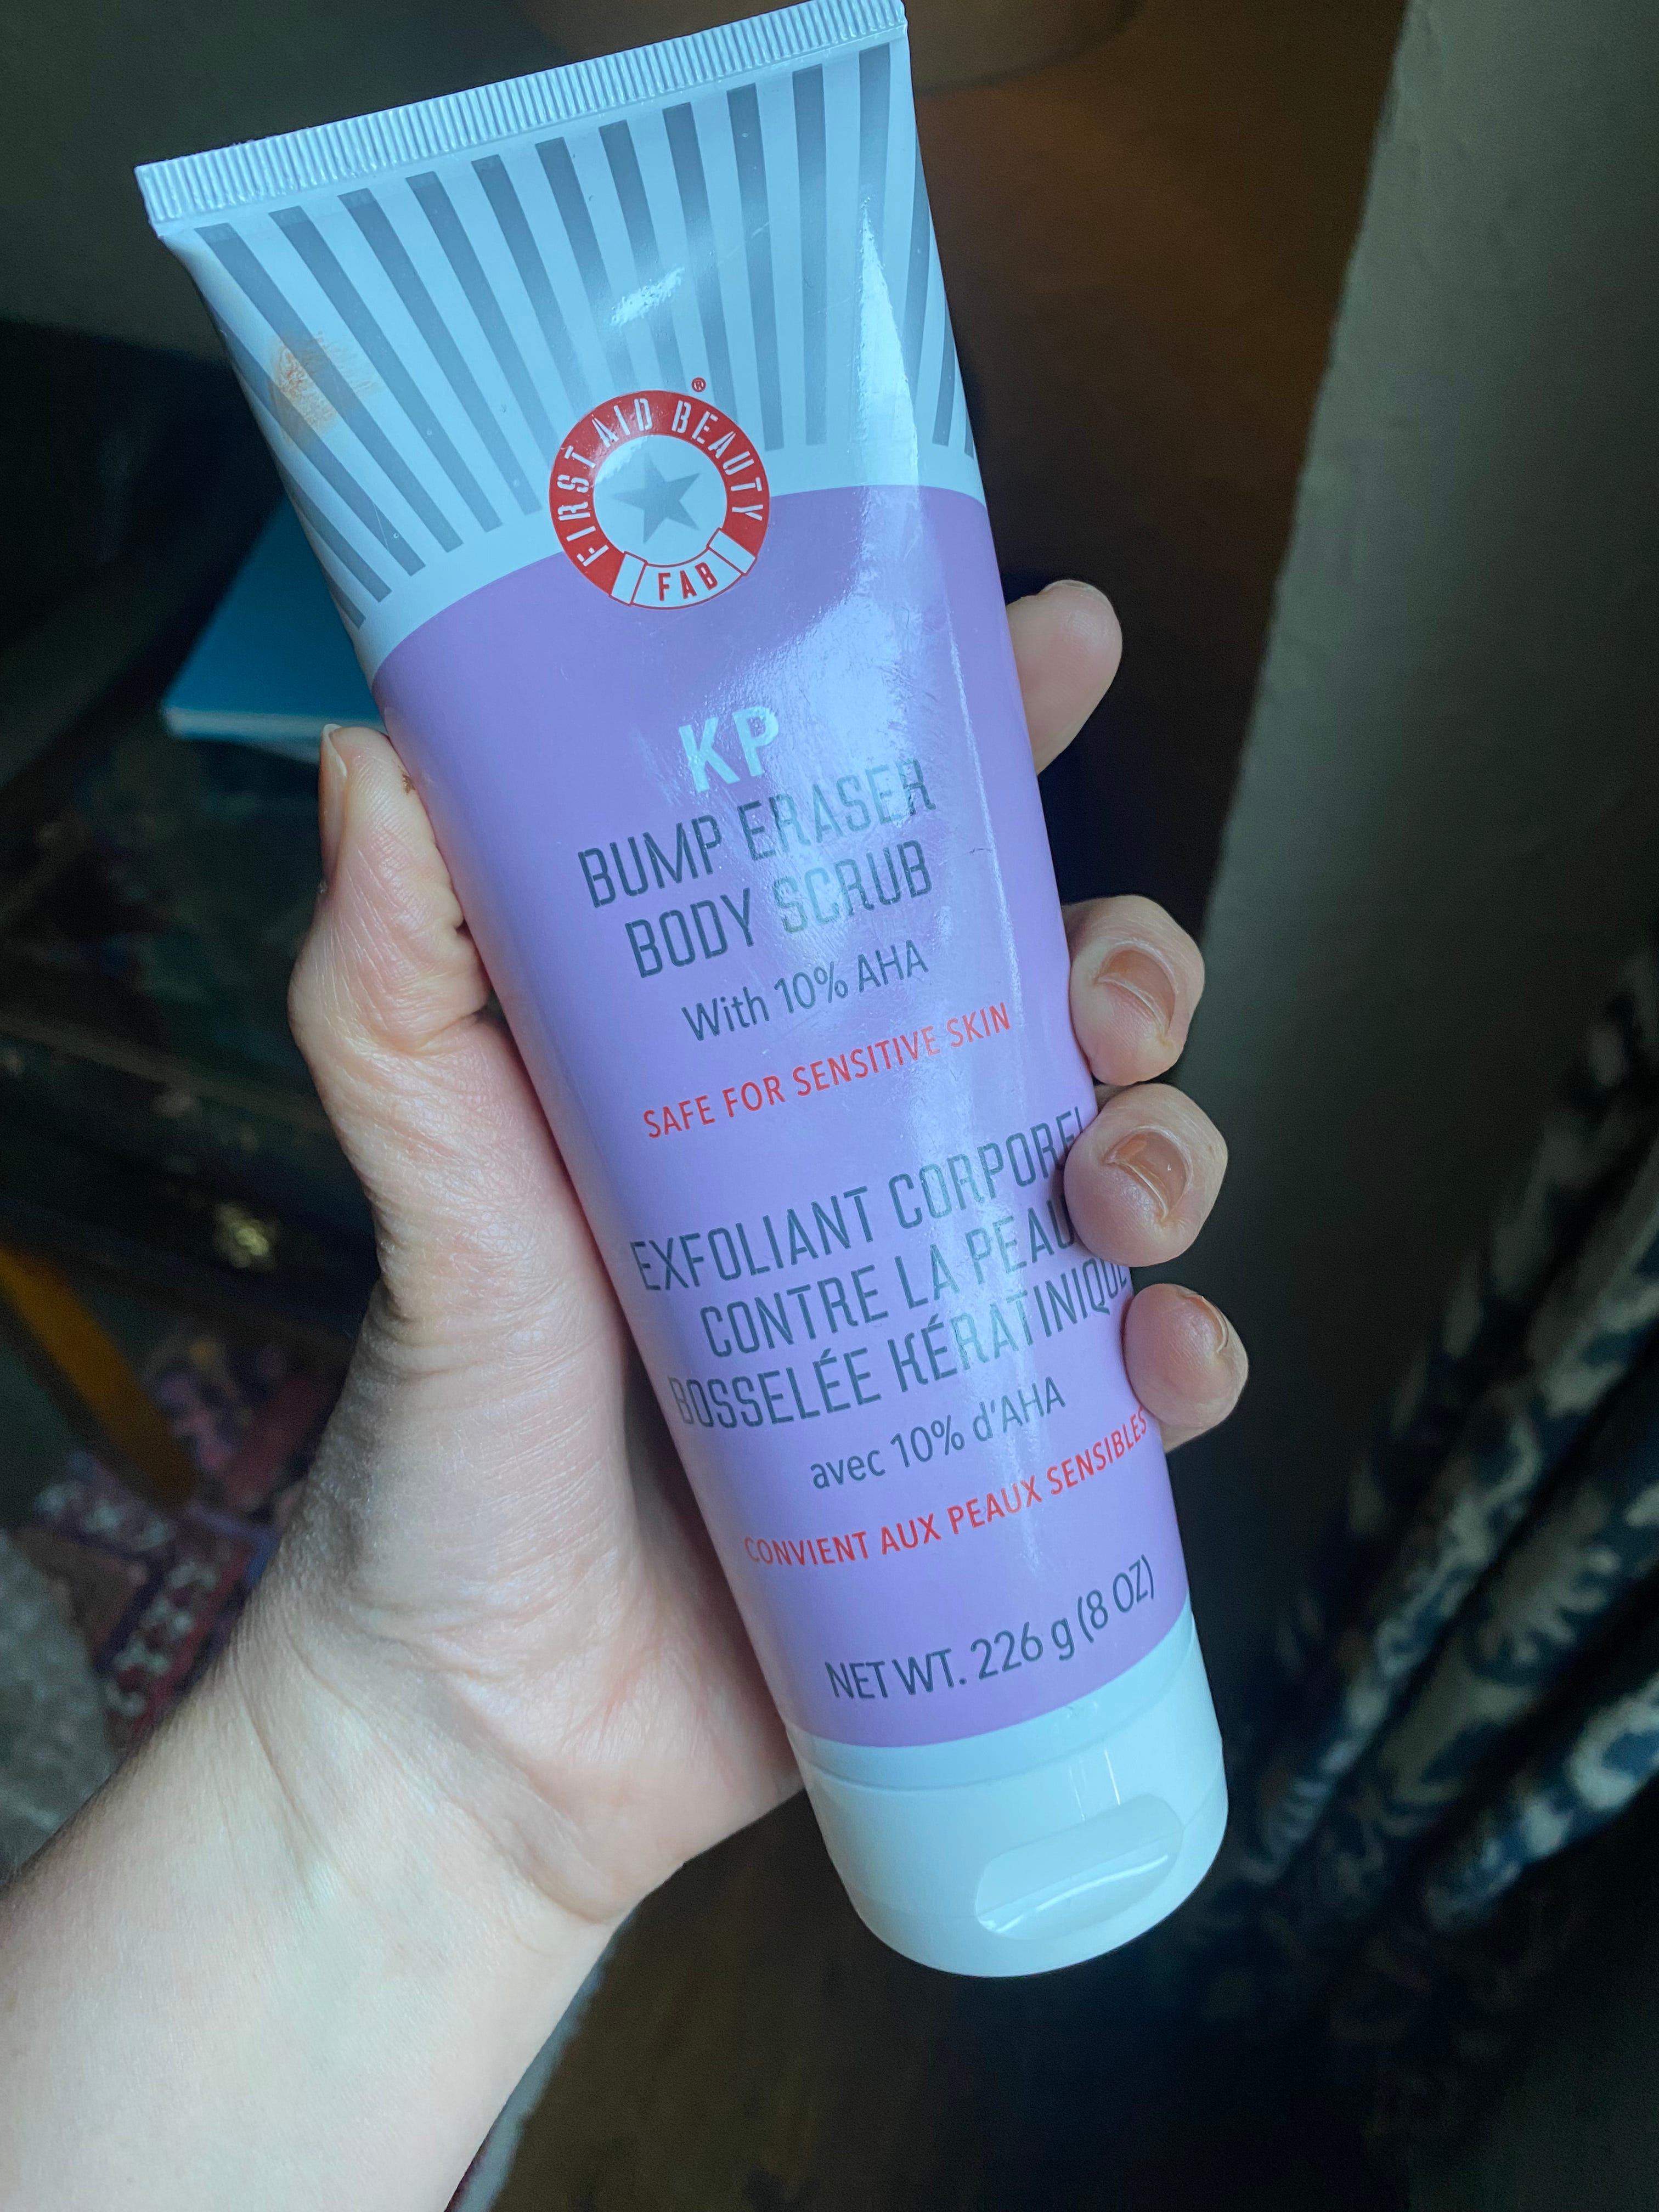 FIRST AID BEAUTY
®
FAB
KP
BUMP ERASER
BODY SCRUB
With 10% AHA
SAFE FOR SENSITIVE SKIN
EXFOLIANT CORPOREL
CONTRE LA PEAU
BOSSELÉE KÉRATINIQUE
avec 10% d'AHA
CONVIENT AUX PEAUX SENSIBLES
NET WT. 226 g (8 OZ)